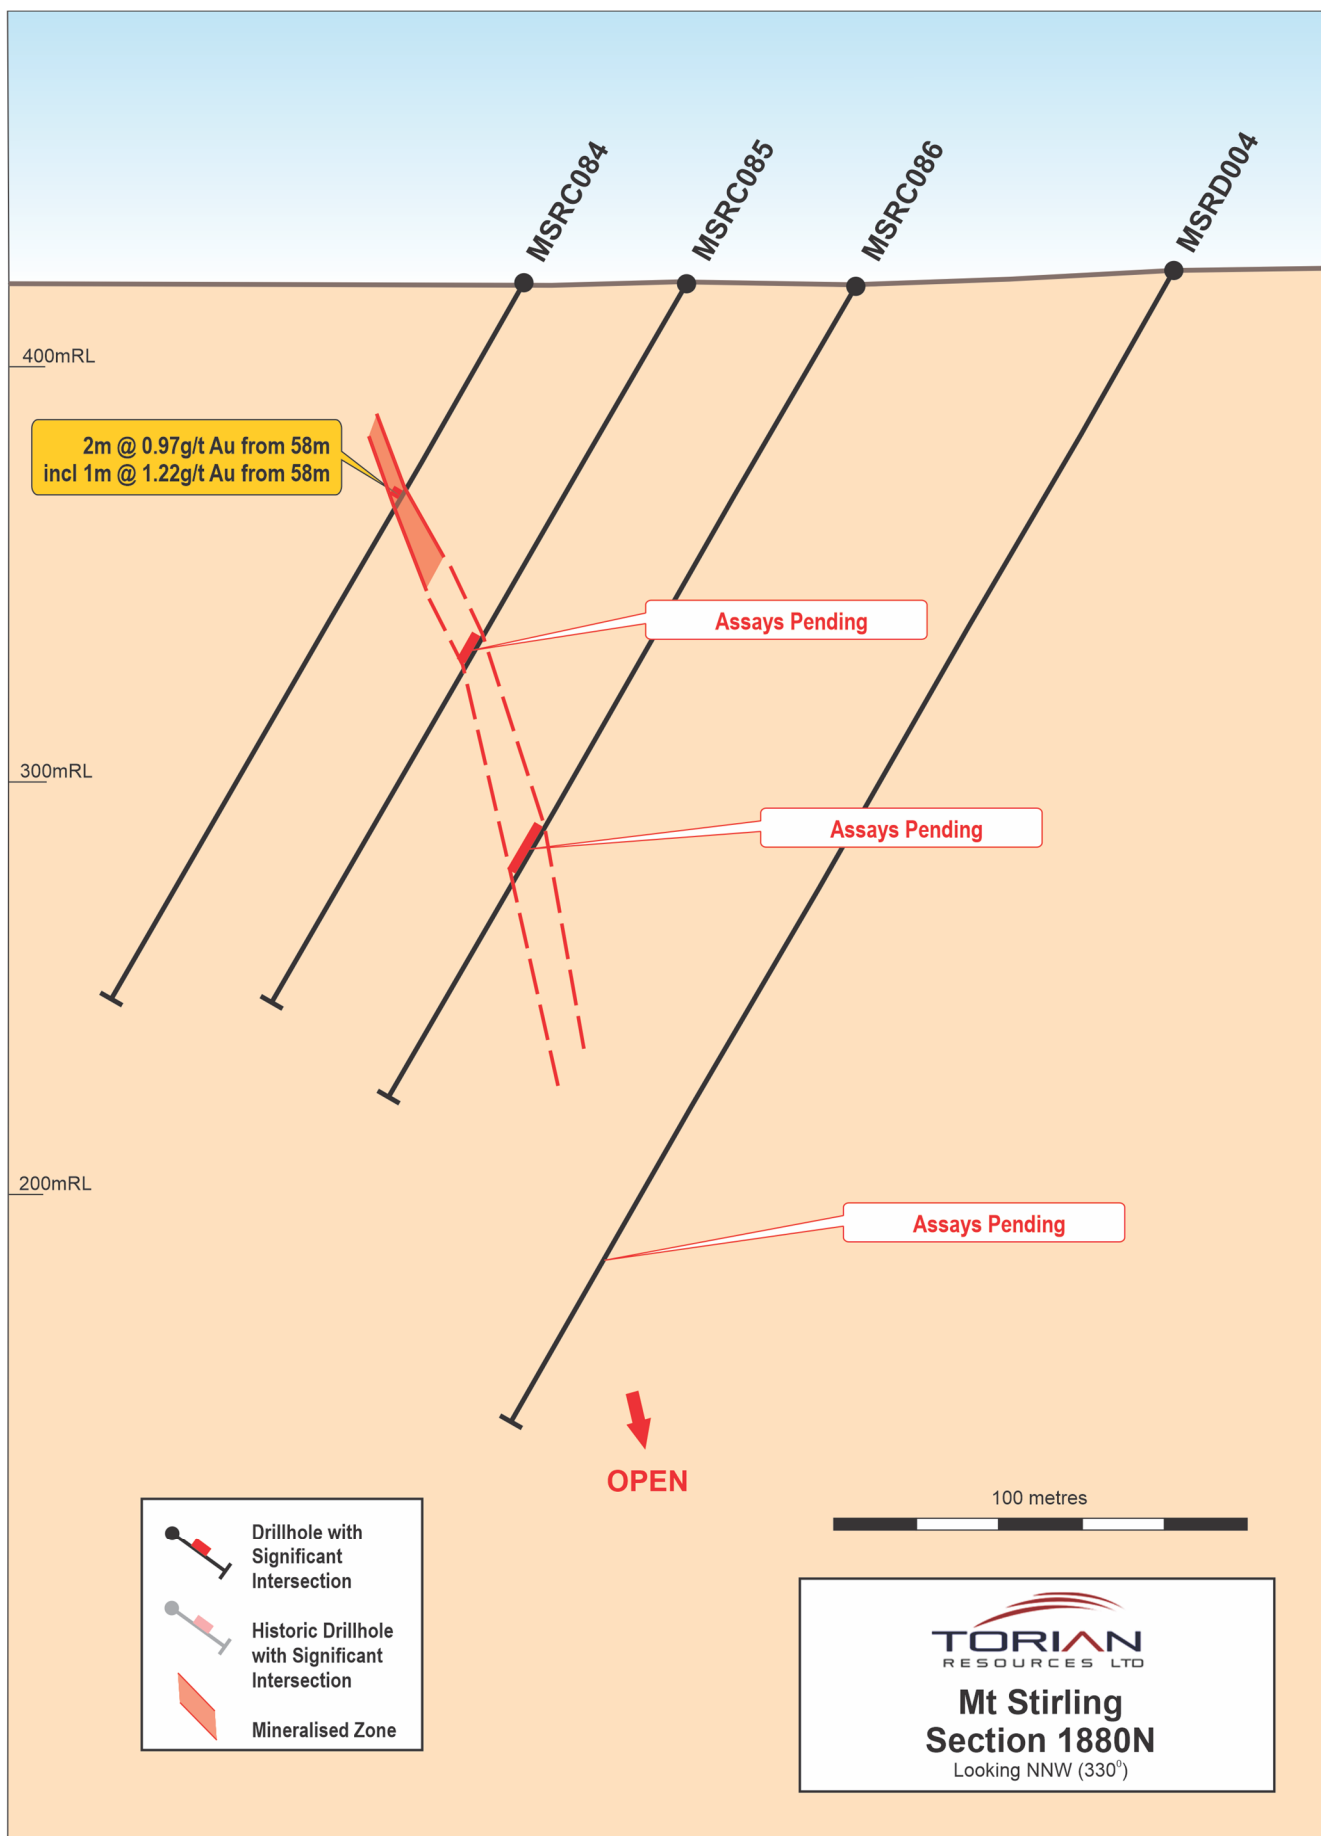 MSRC084
MSRC085
MSRC086
MSRD004
400mRL
2m @ 0.97g/t Au from 58m
incl 1m @ 1.22g/t Au from 58m
Assays Pending
300mRL
Assays Pending
200mRL
Assays Pending
OPEN
100 metres
Drillhole with
Significant
Intersection
Historic Drillhole
with Significant
Intersection
Mineralised Zone
TORIAN
RESOURCES LTD
Mt Stirling
Section 1880N
Looking NNW (330⁰)